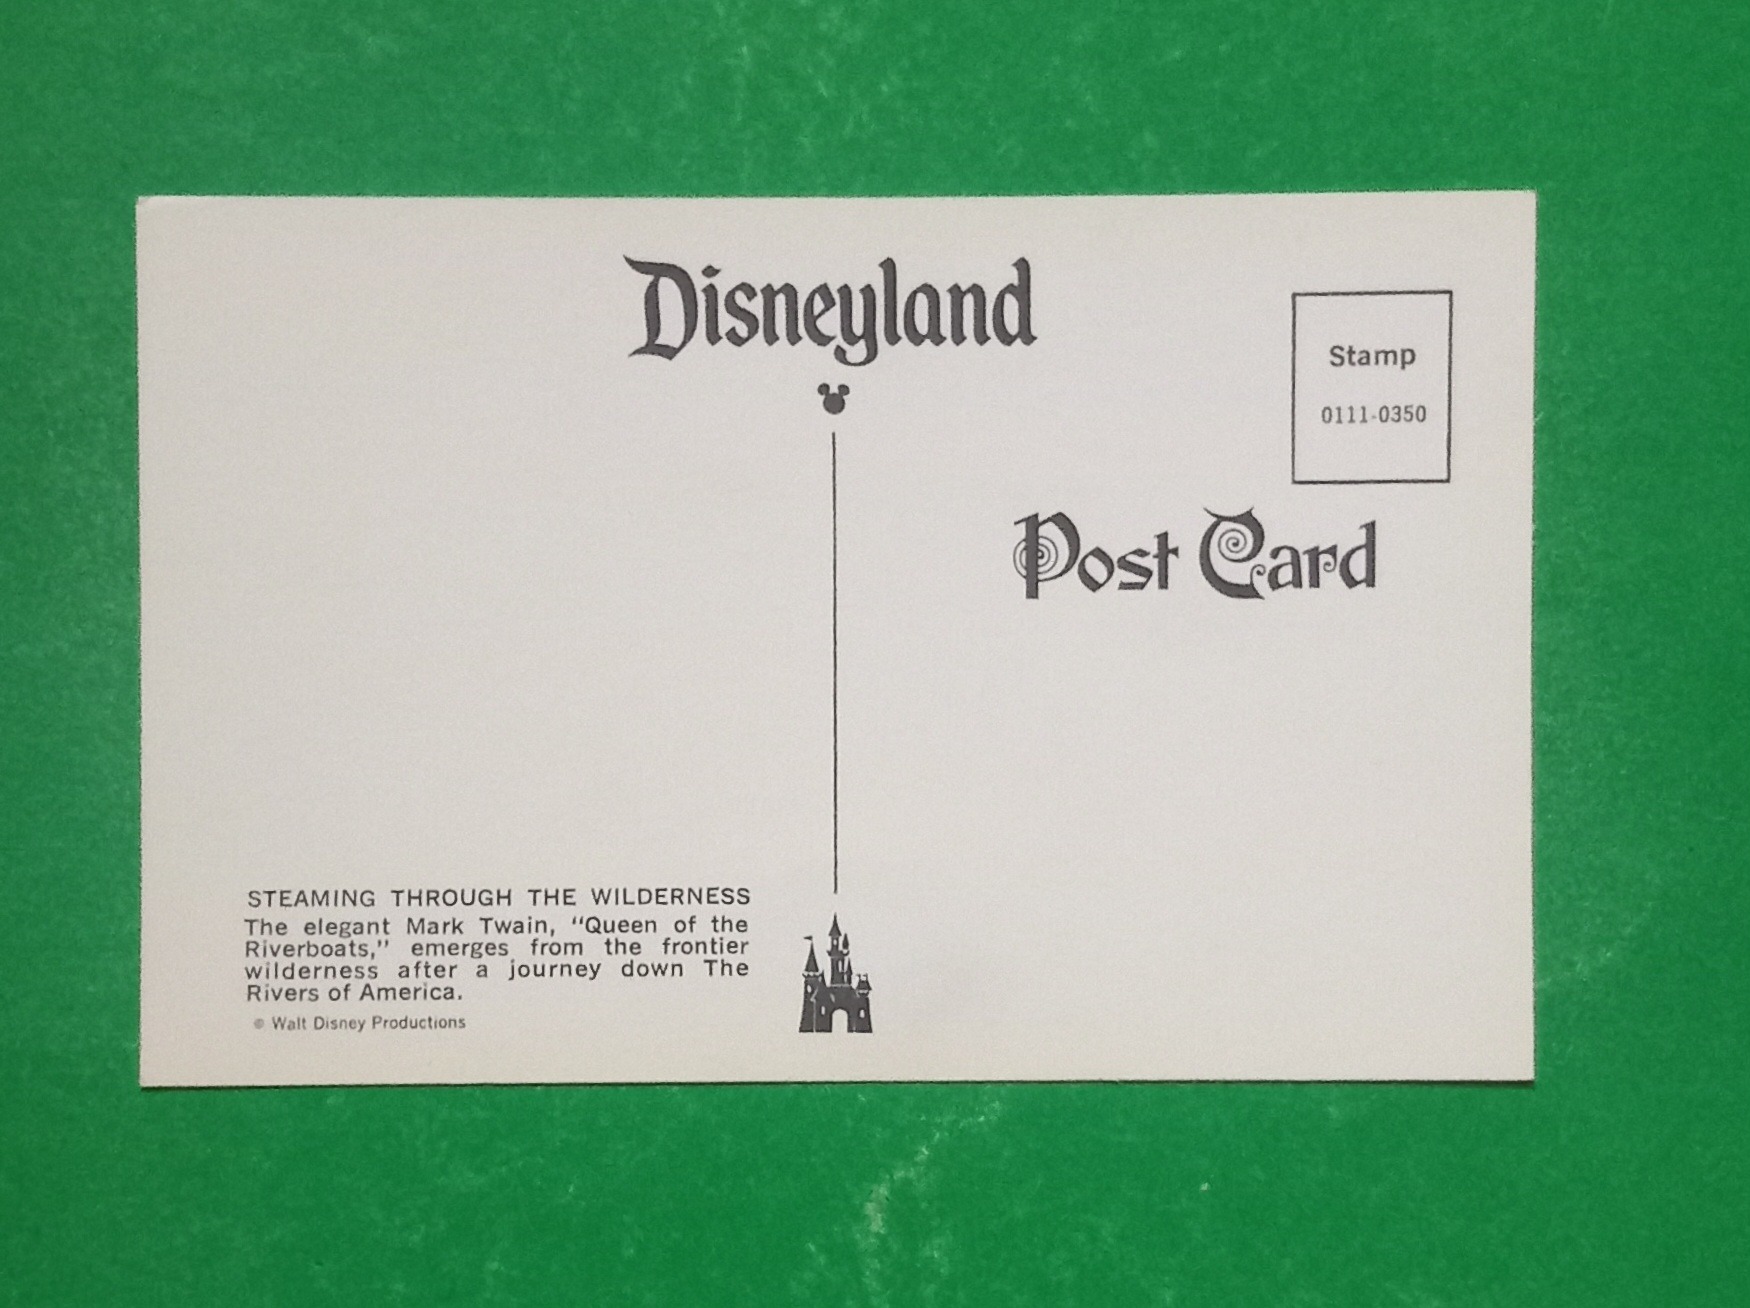 Disneyland
Stamp
0111-0350
Post Card
STEAMING THROUGH THE WILDERNESS
The elegant Mark Twain, “Queen of the
Riverboats,” emerges from the frontier
wilderness after a journey down The
Rivers of America.
© Walt Disney Productions